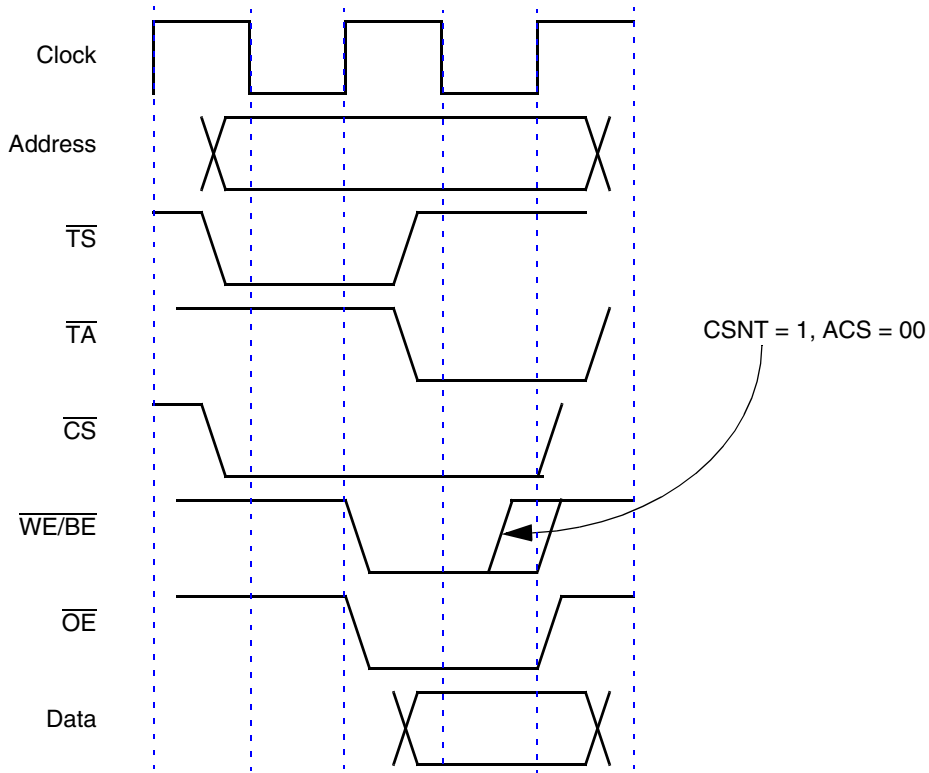 Clock
Address
TS
TA
CSNT = 1, ACS = 00
CS
WE/BE
OE
Data